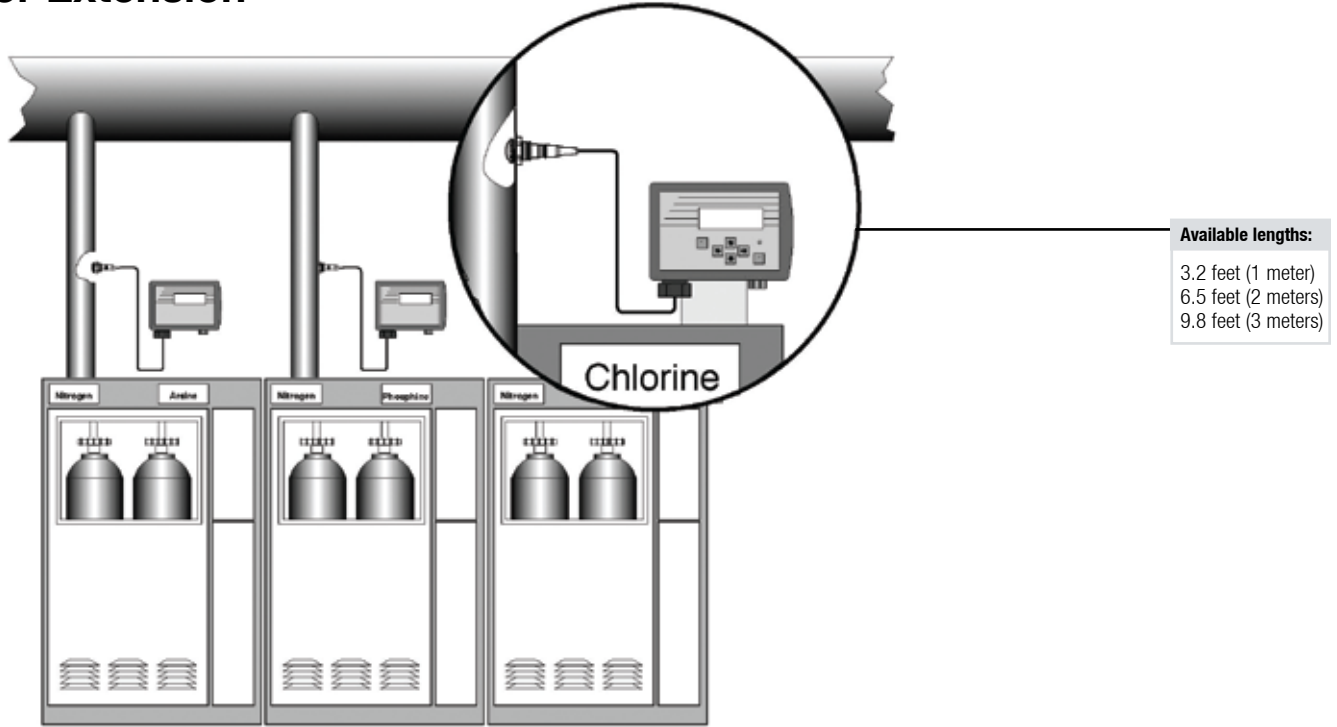 Extension
Nitrogen
Arsine
Nitrogen
Phosphine
Nitrogen
Chlorine
Available lengths:
3.2 feet (1 meter)
6.5 feet (2 meters)
9.8 feet (3 meters)